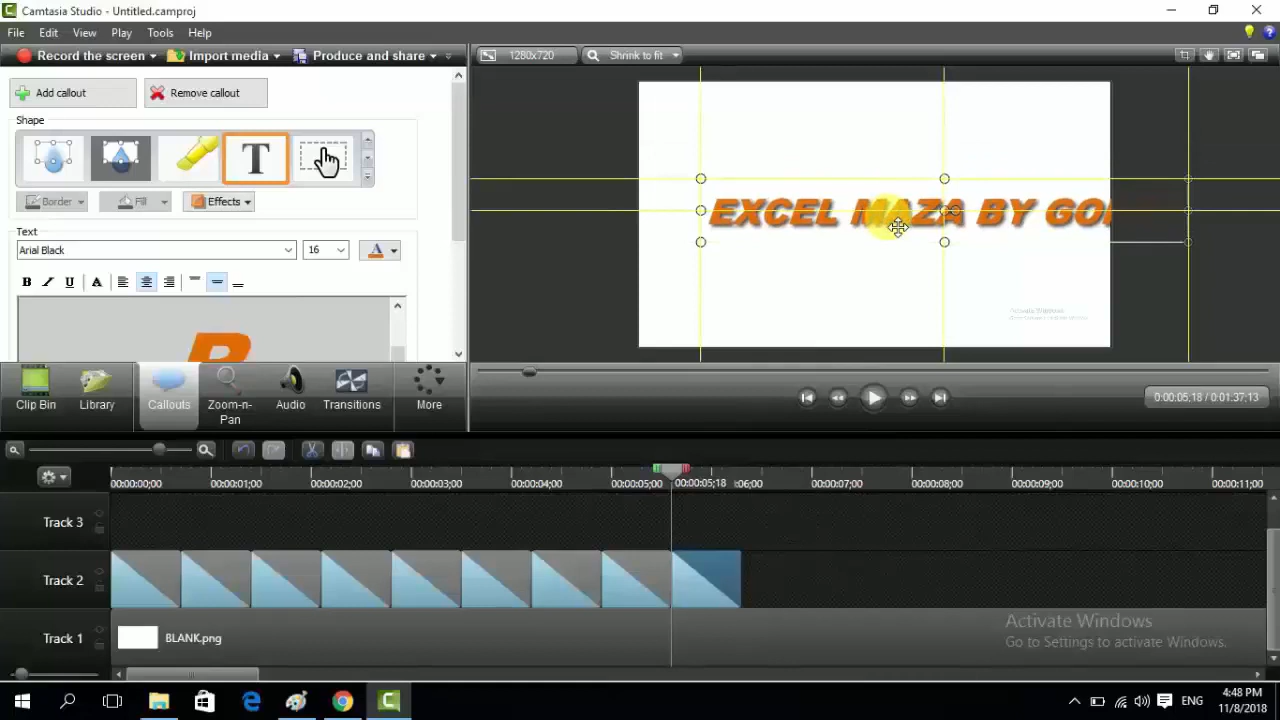 Camtasia Studio - Untitled.camproj
File Edit View Play Tools Help
Record the screen Import media Produce and share
1280x720 Shrink to fit
Add callout Remove callout
Shape
T
Border Fill Effects
Text
Arial Black 16 A
B I U A
EXCEL MAZA BY GO
Activate Windows
Clip Bin Library Callouts Zoom-n-Pan Audio Transitions More
0:00:05;18 / 0:01:37;13
00:00:00;00 00:00:01;00 00:00:02;00 00:00:03;00 00:00:04;00 00:00:05;00 00:00:05;18 00:00:07;00 00:00:08;00 00:00:09;00 00:00:10;00 00:00:11;00
Track 3
Track 2
Track 1 BLANK.png
Activate Windows
Go to Settings to activate Windows.
ENG
4:48 PM
11/8/2018